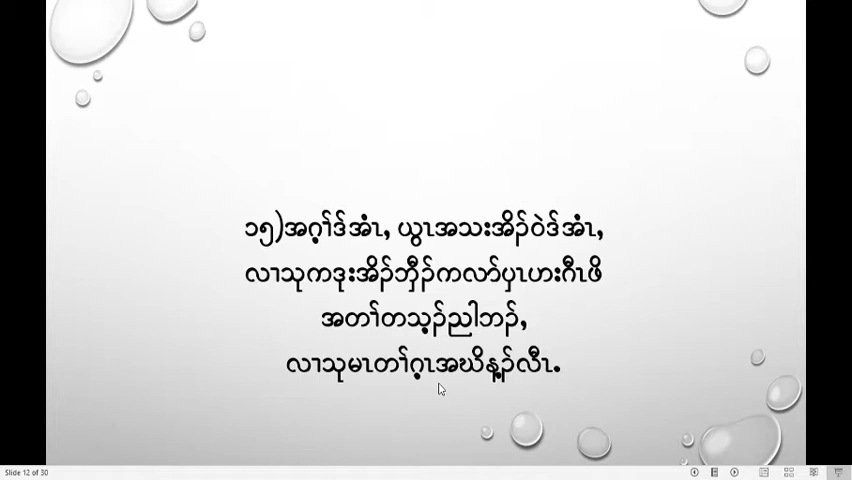 ၁၅)အဂ့ၢ်ဒ်အံၤ, ယွၤအသးအိၣ်ဝဲဒ်အံၤ,
လၢသုကဒုးအိၣ်ဘှီၣ်ကလာ်ပှၤဟးဂီၤဖိ
အတၢ်တသ့ၣ်ညါဘၣ်,
လၢသုမၤတၢ်ဂ့ၤအဃိန့ၣ်လီၤ.
Slide 12 of 30